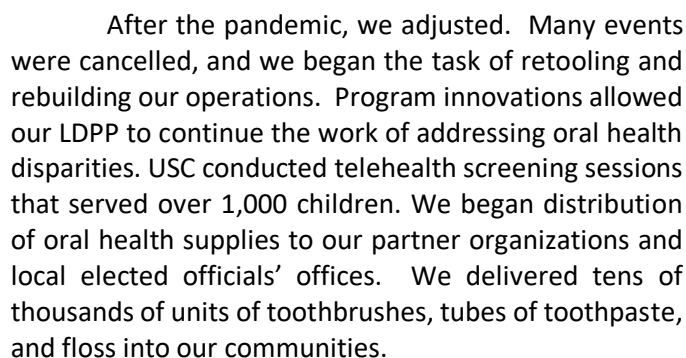 After the pandemic, we adjusted.  Many events
were cancelled, and we began the task of retooling and
rebuilding our operations.  Program innovations allowed
our LDPP to continue the work of addressing oral health
disparities. USC conducted telehealth screening sessions
that served over 1,000 children. We began distribution
of oral health supplies to our partner organizations and
local elected officials’ offices.  We delivered tens of
thousands of units of toothbrushes, tubes of toothpaste,
and floss into our communities.